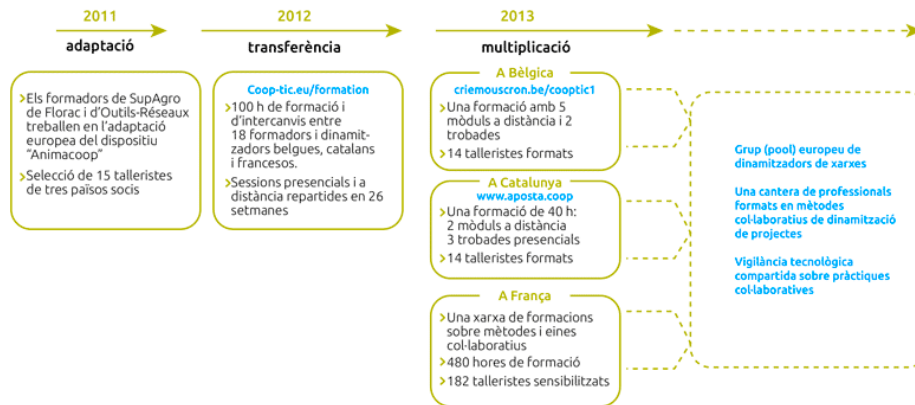 2011
adaptació
Els formadors de SupAgro
de Florac i d'Outils-Réseaux
treballen en l'adaptació
europea del dispositiu
"Animacoop"
Selecció de 15 talleristes
de tres països socis
2012
transferència
Coop-tic.eu/formation
100 h de formació i
d'intercanvis entre
18 formadors i dinamit-
zadors belgues, catalans
i francesos.
Sessions presencials i a
distància repartides en 26
setmanes
2013
multiplicació
A Bèlgica
criemouscron.be/cooptic1
Una formació amb 5
mòduls a distància i 2
trobades
14 talleristes formats
A Catalunya
www.aposta.coop
Una formació de 40 h:
2 mòduls a distància
3 trobades presencials
14 talleristes formats
A França
Una xarxa de formacions
sobre mètodes i eines
col·laboratius
480 hores de formació
182 talleristes sensibilitzats
Grup (pool) europeu de
dinamitzadors de xarxes
Una cantera de professionals
formats en mètodes
col·laboratius de dinamització
de projectes
Vigilància tecnològica
compartida sobre pràctiques
col·laboratives